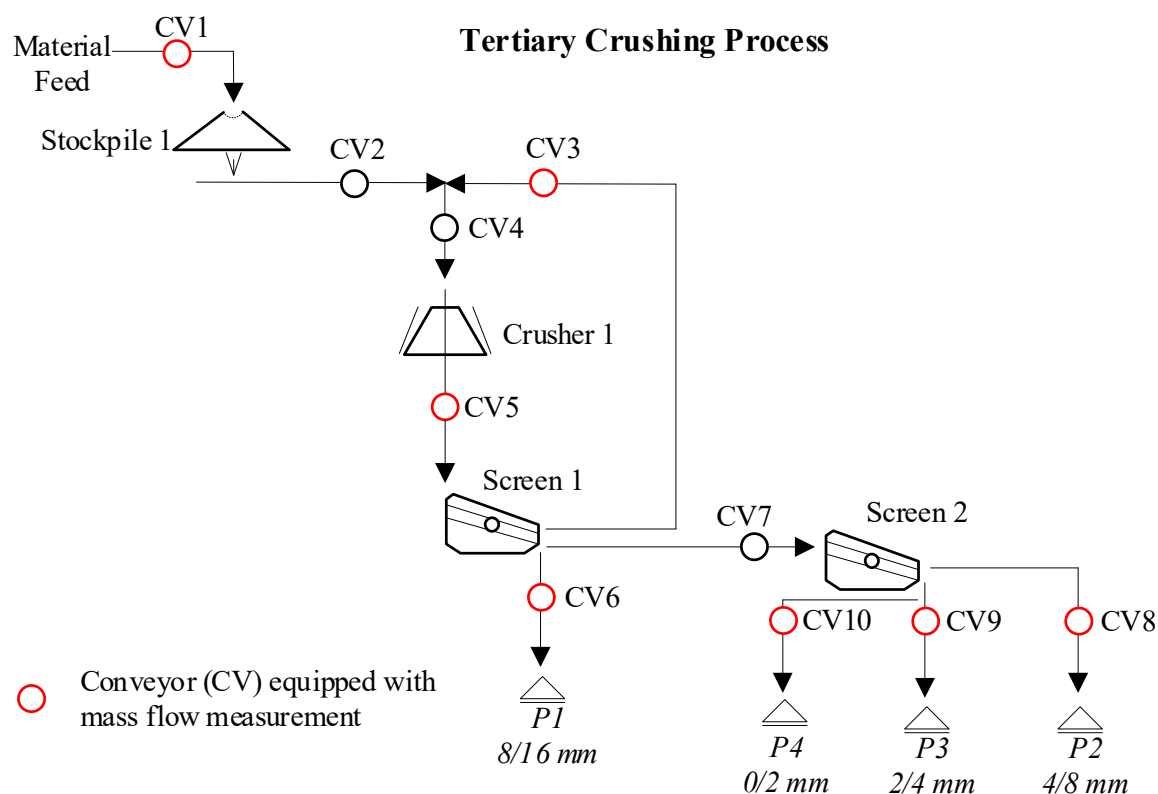 Tertiary Crushing Process
CV1
Material
Feed
Stockpile 1
CV2
CV3
CV4
Crusher 1
CV5
Screen 1
CV7
Screen 2
CV6
CV10
CV9
CV8
Conveyor (CV) equipped with
mass flow measurement
P1
8/16 mm
P4
0/2 mm
P3
2/4 mm
P2
4/8 mm